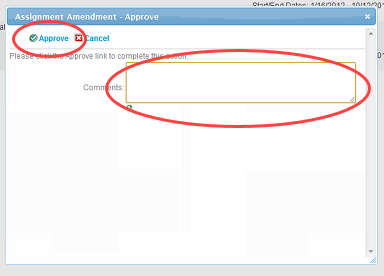 Start/End Dates: 1/16/2012 - 10/12/201
Assignment Amendment - Approve
Approve Cancel
Please click the Approve link to complete this action.
Comments: